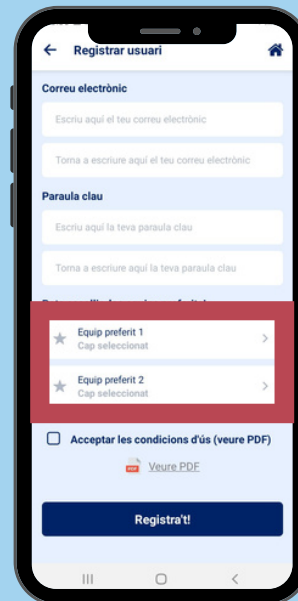 Registrar usuari
Correu electrònic
Escriu aquí el teu correu electrònic
Torna a escriure aquí el teu correu electrònic
Paraula clau
Escriu aquí la teva paraula clau
Torna a escriure aquí la teva paraula clau
Equip preferit 1
Cap seleccionat
Equip preferit 2
Cap seleccionat
Acceptar les condicions d'ús (veure PDF)
Veure PDF
Registra't!